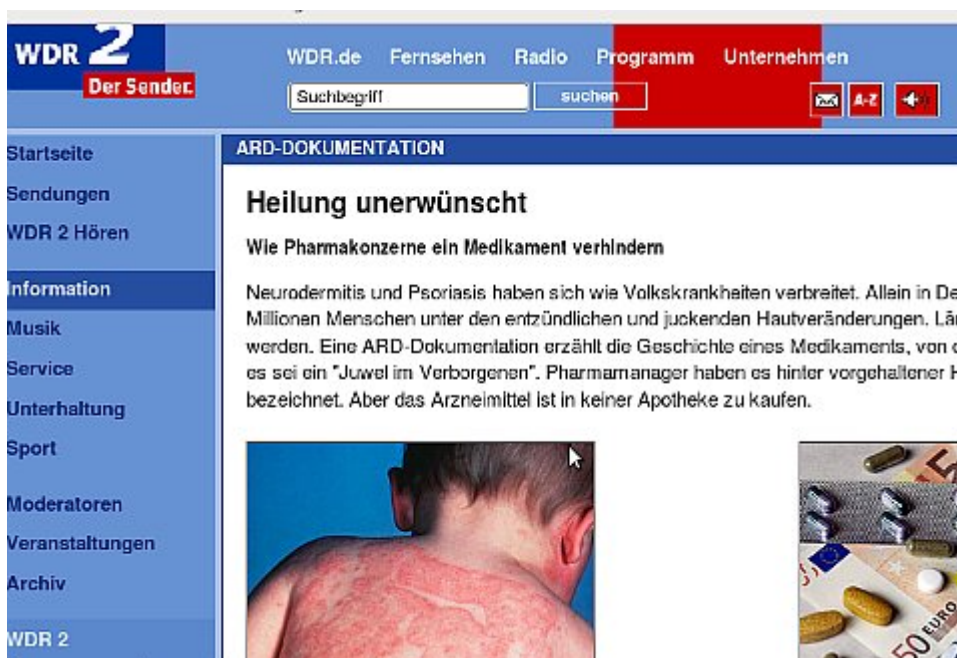 WDR 2
Der Sender.
WDR.de Fernsehen Radio Programm Unternehmen
Suchbegriff suchen A-Z
Startseite
Sendungen
WDR 2 Hören
Information
Musik
Service
Unterhaltung
Sport
Moderatoren
Veranstaltungen
Archiv
WDR 2
ARD-DOKUMENTATION
Heilung unerwünscht
Wie Pharmakonzerne ein Medikament verhindern
Neurodermitis und Psoriasis haben sich wie Volkskrankheiten verbreitet. Allein in De
Millionen Menschen unter den entzündlichen und juckenden Hautveränderungen. Lä
werden. Eine ARD-Dokumentation erzählt die Geschichte eines Medikaments, von
es sei ein "Juwel im Verborgenen". Pharmamanager haben es hinter vorgehaltener H
bezeichnet. Aber das Arzneimittel ist in keiner Apotheke zu kaufen.
50 EURO